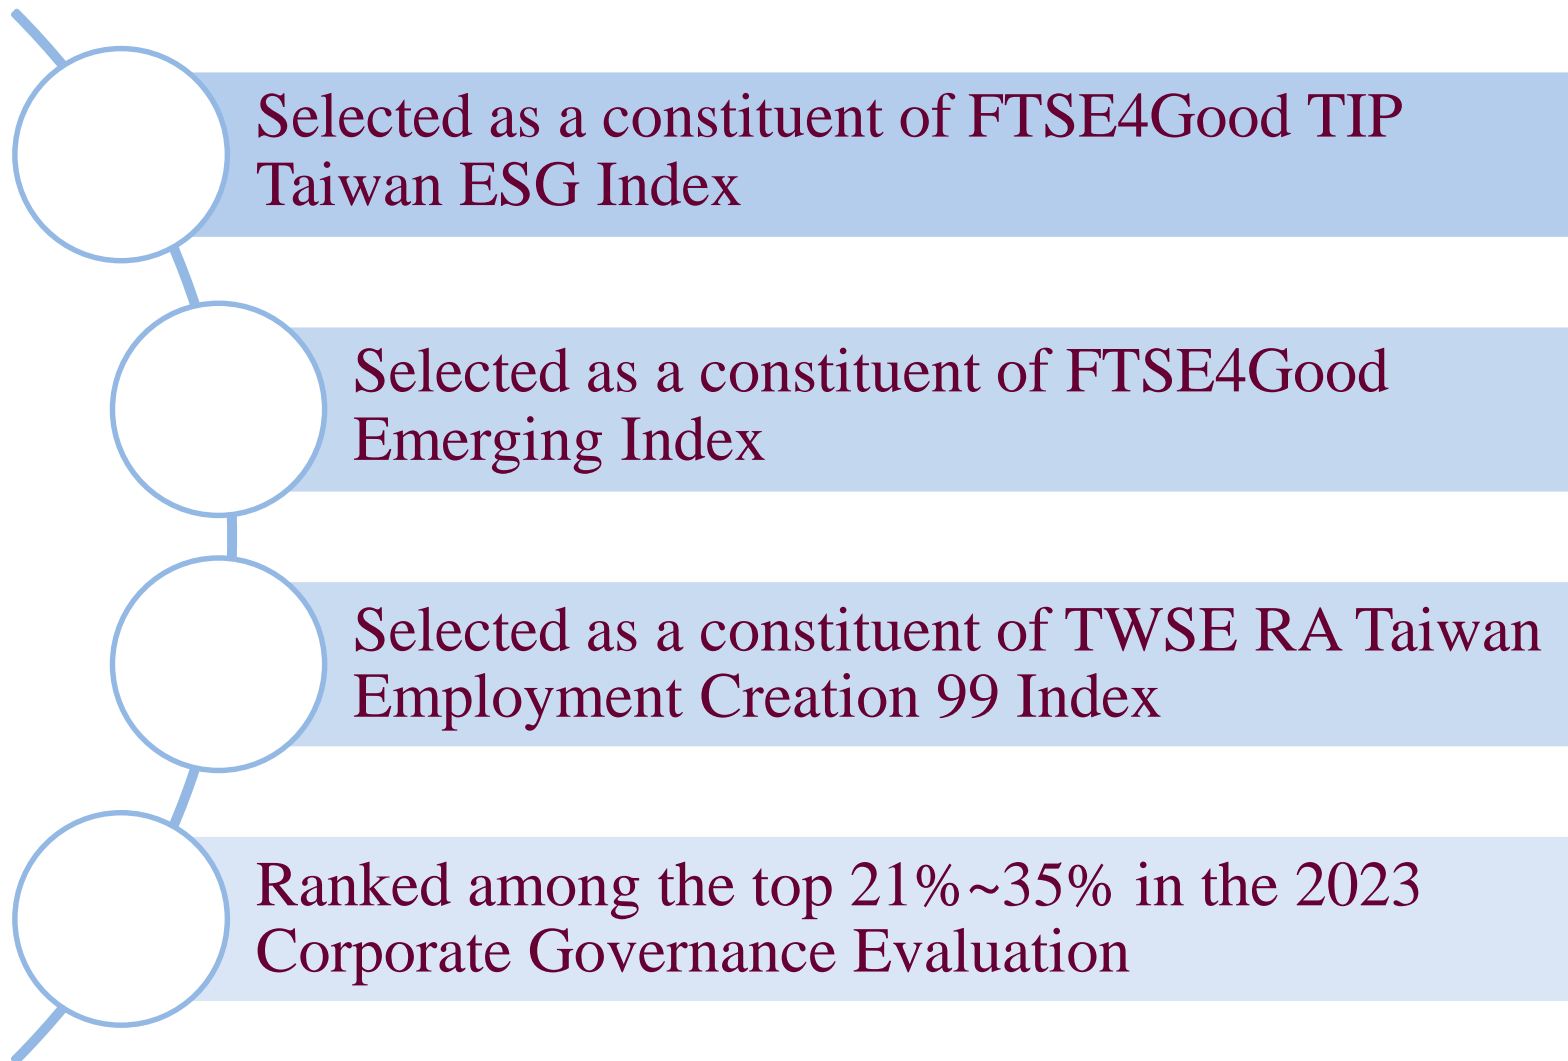 Selected as a constituent of FTSE4Good TIP
Taiwan ESG Index
Selected as a constituent of FTSE4Good
Emerging Index
Selected as a constituent of TWSE RA Taiwan
Employment Creation 99 Index
Ranked among the top 21%~35% in the 2023
Corporate Governance Evaluation